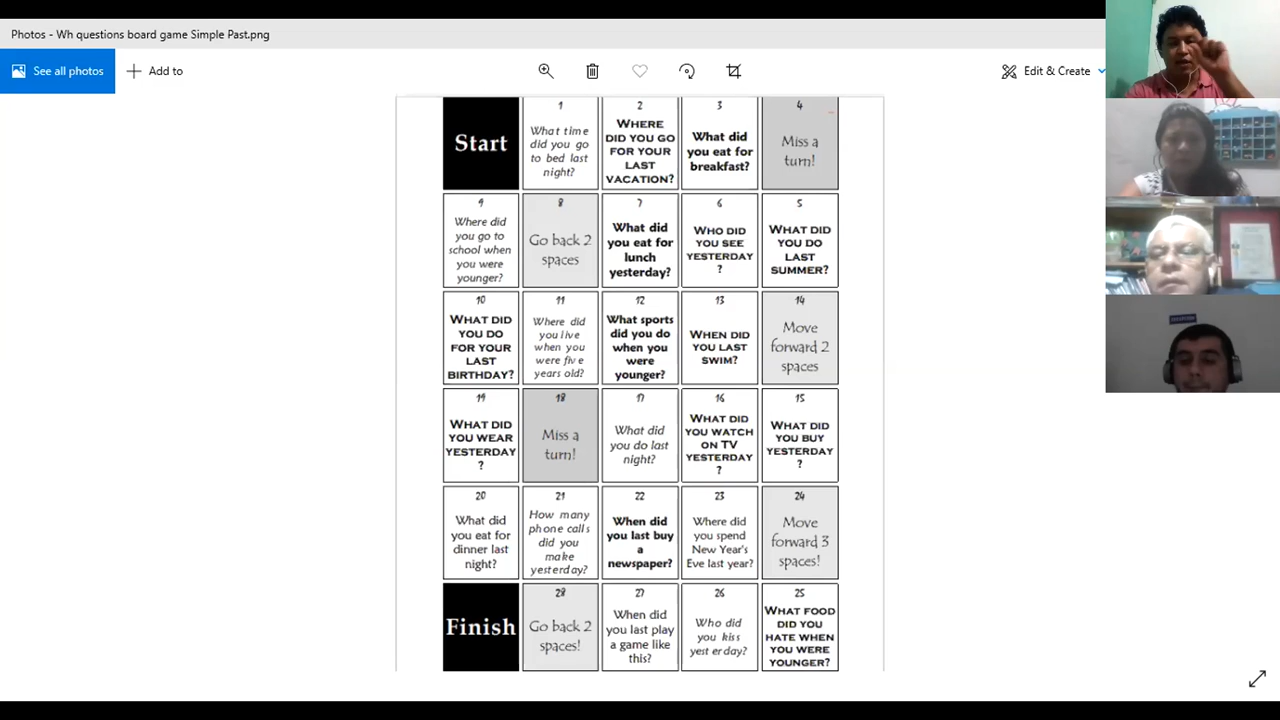 Photos - Wh questions board game Simple Past.png
See all photos
Add to
Edit & Create
Start
1
What time
did you go
to bed last
night?
2
WHERE
DID YOU GO
FOR YOUR
LAST
VACATION?
3
What did
you eat for
breakfast?
4
Miss a
turn!
9
Where did
you go to
school when
you were
younger?
8
Go back 2
spaces
7
What did
you eat for
lunch
yesterday?
6
WHO DID
YOU SEE
YESTERDAY
?
5
WHAT DID
YOU DO
LAST
SUMMER?
10
WHAT DID
YOU DO
FOR YOUR
LAST
BIRTHDAY?
11
Where did
you live
when you
were five
years old?
12
What sports
did you do
when you
were
younger?
13
WHEN DID
YOU LAST
SWIM?
14
Move
forward 2
spaces
19
WHAT DID
YOU WEAR
YESTERDAY
?
18
Miss a
turn!
17
What did
you do last
night?
16
WHAT DID
YOU WATCH
ON TV
YESTERDAY
?
15
WHAT DID
YOU BUY
YESTERDAY
?
20
What did
you eat for
dinner last
night?
21
How many
phone calls
did you
make
yesterday?
22
When did
you last buy
a
newspaper?
23
Where did
you spend
New Year's
Eve last year?
24
Move
forward 3
spaces!
Finish
28
Go back 2
spaces!
27
When did
you last play
a game like
this?
26
Who did
you kiss
yesterday?
25
WHAT FOOD
DID YOU
HATE WHEN
YOU WERE
YOUNGER?